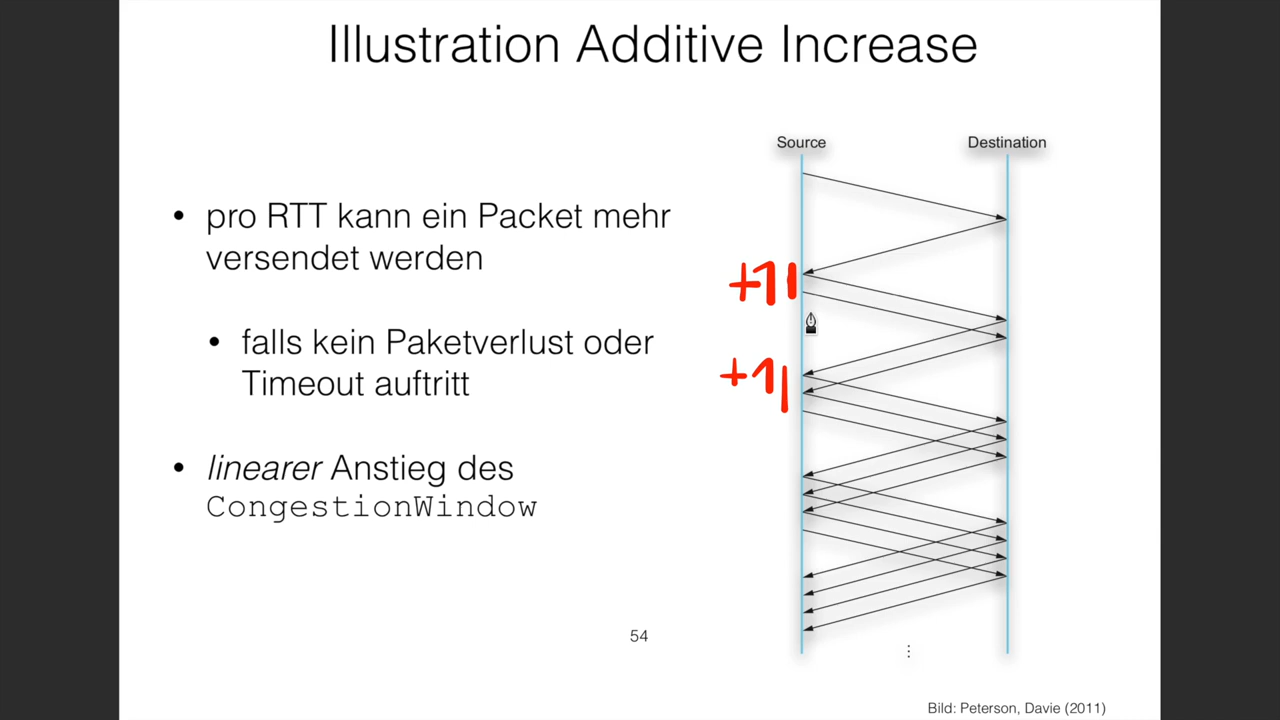 Illustration Additive Increase
• pro RTT kann ein Packet mehr
versendet werden
• falls kein Paketverlust oder
Timeout auftritt
• linearer Anstieg des
CongestionWindow
Source
Destination
+1
+1
⋮
54
Bild: Peterson, Davie (2011)